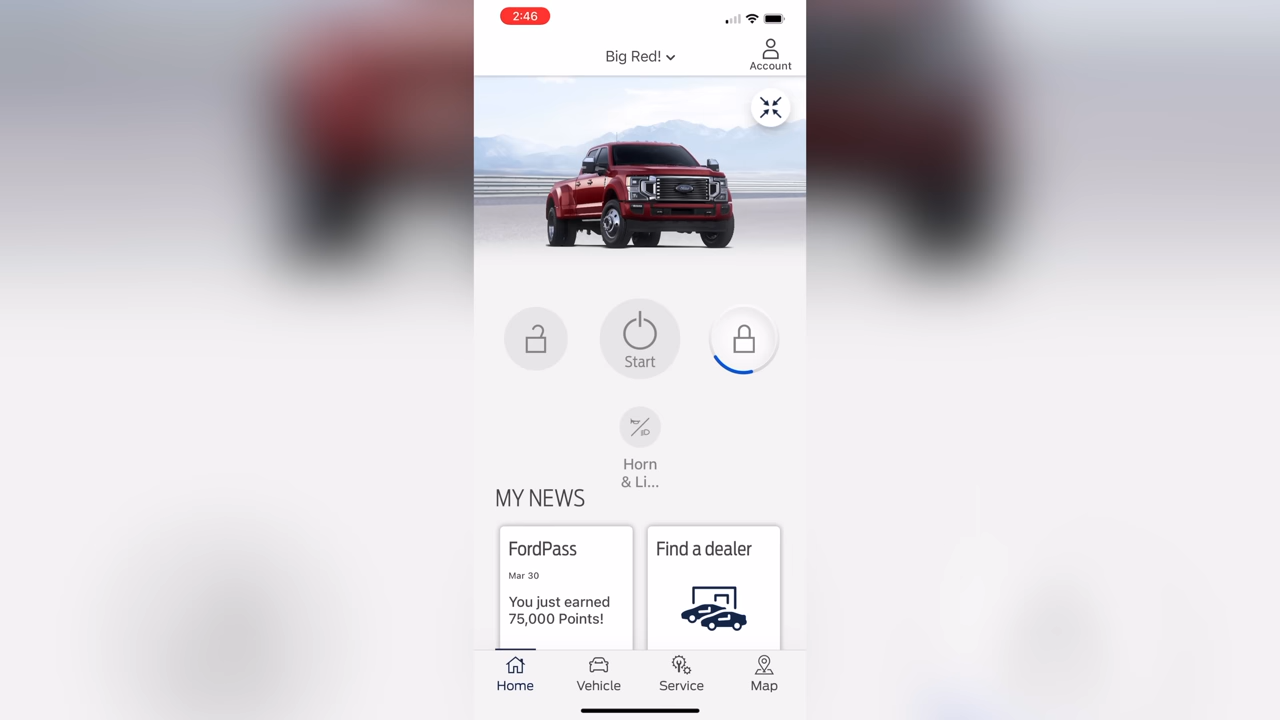 2:46
Big Red!
Account
Start
Horn
& Li...
MY NEWS
FordPass
Mar 30
You just earned
75,000 Points!
Find a dealer
Home
Vehicle
Service
Map